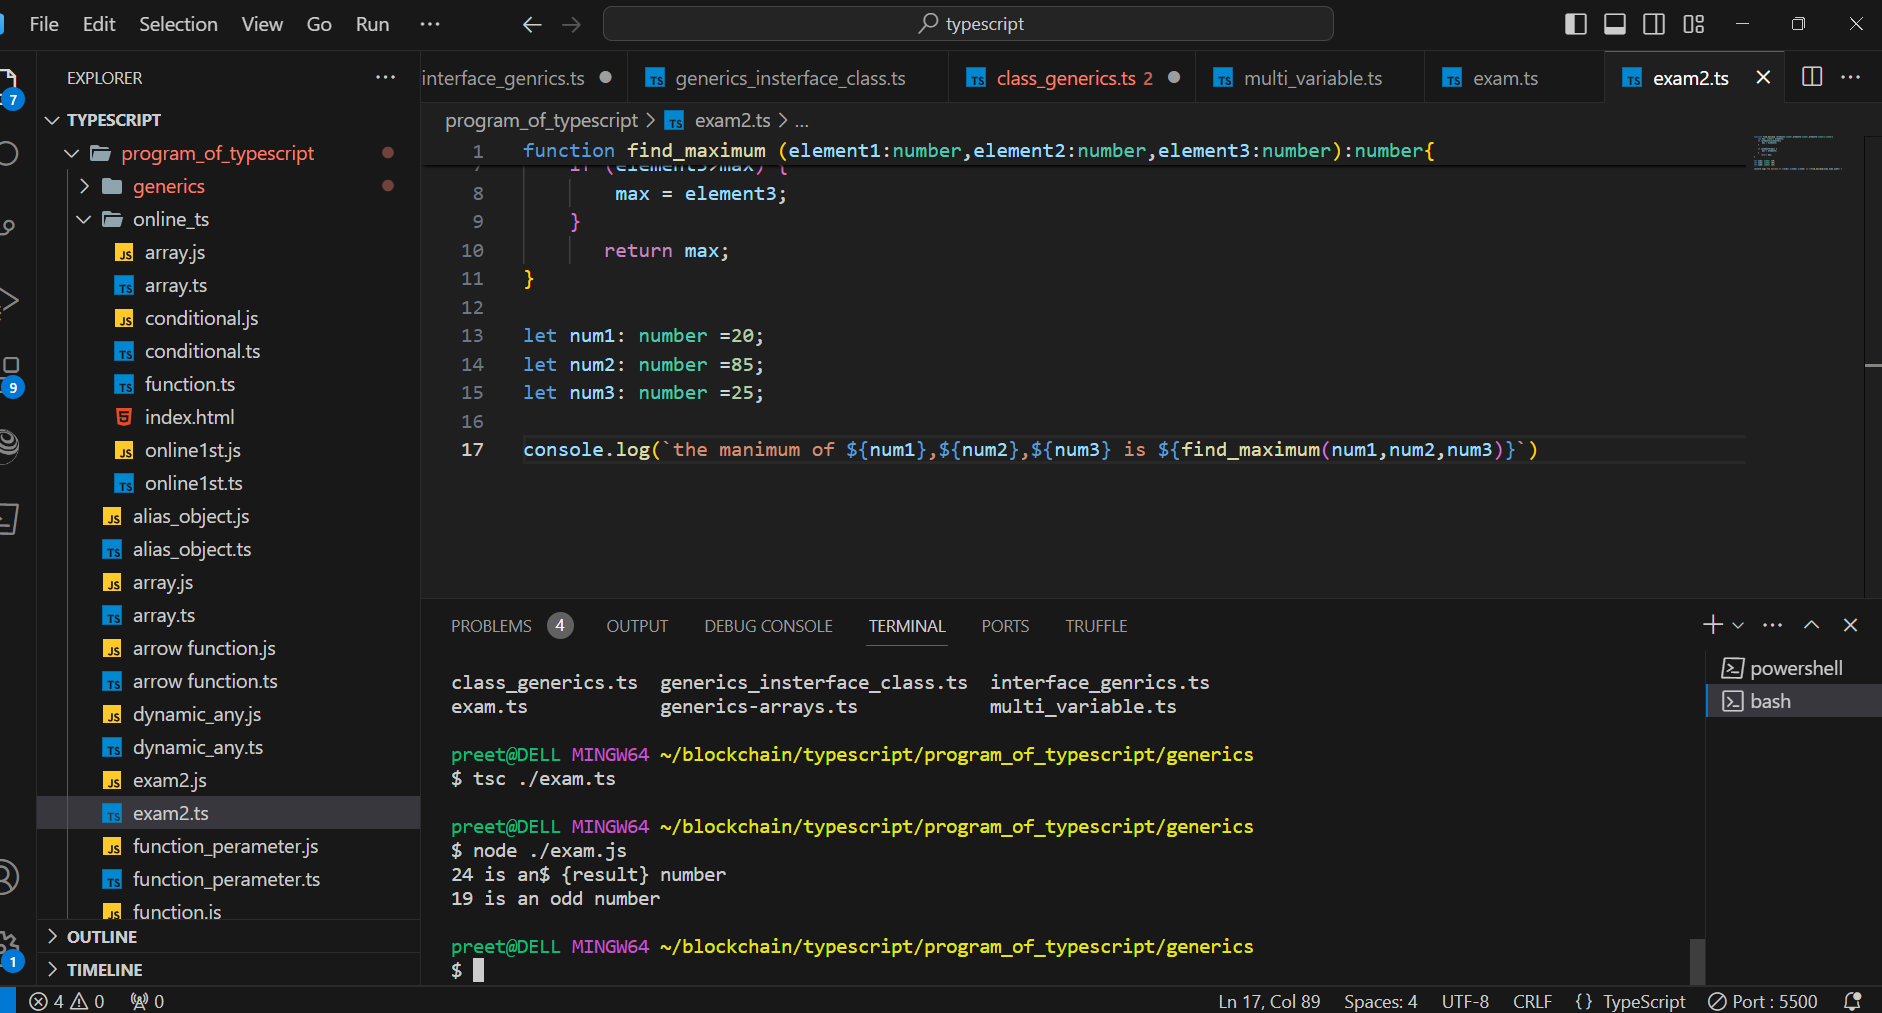 File Edit Selection View Go Run ··· typescript
EXPLORER ···
interface_genrics.ts
generics_insterface_class.ts
class_generics.ts 2
multi_variable.ts
exam.ts
exam2.ts
TYPESCRIPT
program_of_typescript
generics
online_ts
array.js
array.ts
conditional.js
conditional.ts
function.ts
index.html
online1st.js
online1st.ts
alias_object.js
alias_object.ts
array.js
array.ts
arrow function.js
arrow function.ts
dynamic_any.js
dynamic_any.ts
exam2.js
exam2.ts
function_perameter.js
function_perameter.ts
function.js
OUTLINE
TIMELINE
7
9
1
program_of_typescript > TS exam2.ts > ...
1 function find_maximum (element1:number,element2:number,element3:number):number{
7 if (element3>max) {
8 max = element3;
9 }
10 return max;
11 }
12
13 let num1: number =20;
14 let num2: number =85;
15 let num3: number =25;
16
17 console.log(`the manimum of ${num1},${num2},${num3} is ${find_maximum(num1,num2,num3)}`)
PROBLEMS 4 OUTPUT DEBUG CONSOLE TERMINAL PORTS TRUFFLE
class_generics.ts generics_insterface_class.ts interface_genrics.ts
exam.ts generics-arrays.ts multi_variable.ts
preet@DELL MINGW64 ~/blockchain/typescript/program_of_typescript/generics
$ tsc ./exam.ts
preet@DELL MINGW64 ~/blockchain/typescript/program_of_typescript/generics
$ node ./exam.js
24 is an$ {result} number
19 is an odd number
preet@DELL MINGW64 ~/blockchain/typescript/program_of_typescript/generics
$
powershell
bash
4 0 0 Ln 17, Col 89 Spaces: 4 UTF-8 CRLF {} TypeScript Port : 5500